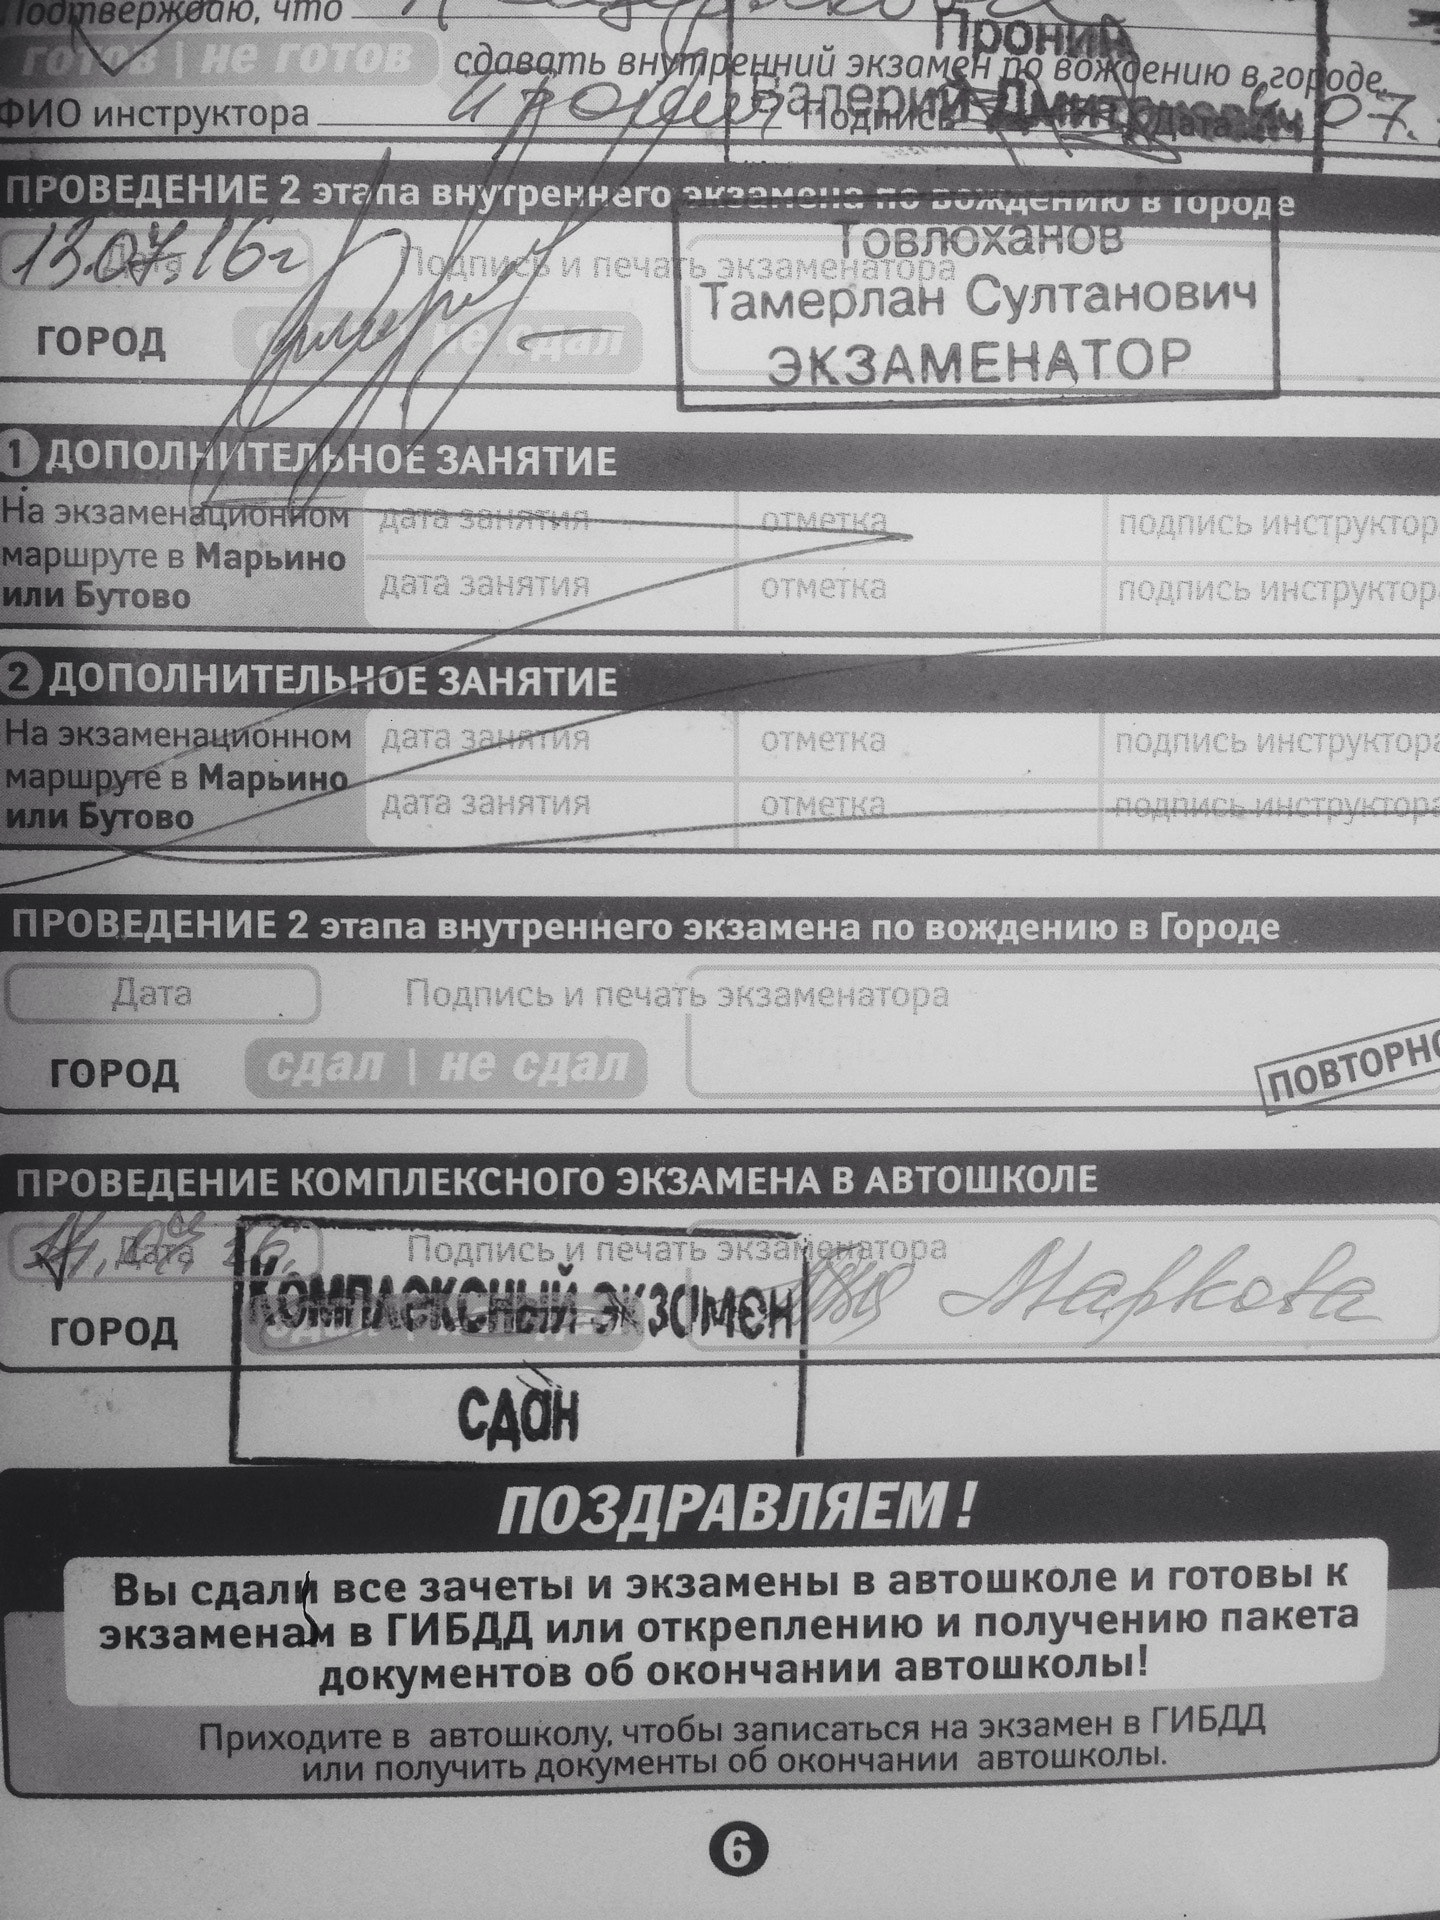 Подтверждаю, что
готов | не готов сдавать внутренний экзамен по вождению в городе.
Пронин
Валерий Дмитриевич
ФИО инструктора Пронин Подпись Дата 07.
ПРОВЕДЕНИЕ 2 этапа внутреннего экзамена по вождению в Городе
13.07.16г Дата Подпись и печать экзаменатора
Товлоханов
Тамерлан Султанович
ЭКЗАМЕНАТОР
ГОРОД не сдал
1 ДОПОЛНИТЕЛЬНОЕ ЗАНЯТИЕ
На экзаменационном
маршруте в Марьино
или Бутово
дата занятия отметка подпись инструктор
дата занятия отметка подпись инструктор
2 ДОПОЛНИТЕЛЬНОЕ ЗАНЯТИЕ
На экзаменационном
маршруте в Марьино
или Бутово
дата занятия отметка подпись инструктора
дата занятия отметка подпись инструктора
ПРОВЕДЕНИЕ 2 этапа внутреннего экзамена по вождению в Городе
Дата Подпись и печать экзаменатора
ГОРОД сдал | не сдал
ПОВТОРНО
ПРОВЕДЕНИЕ КОМПЛЕКСНОГО ЭКЗАМЕНА В АВТОШКОЛЕ
Дата Подпись и печать экзаменатора
Комплексный экзамен
Маркова
ГОРОД
сдан
ПОЗДРАВЛЯЕМ!
Вы сдали все зачеты и экзамены в автошколе и готовы к
экзаменам в ГИБДД или откреплению и получению пакета
документов об окончании автошколы!
Приходите в автошколу, чтобы записаться на экзамен в ГИБДД
или получить документы об окончании автошколы.
6